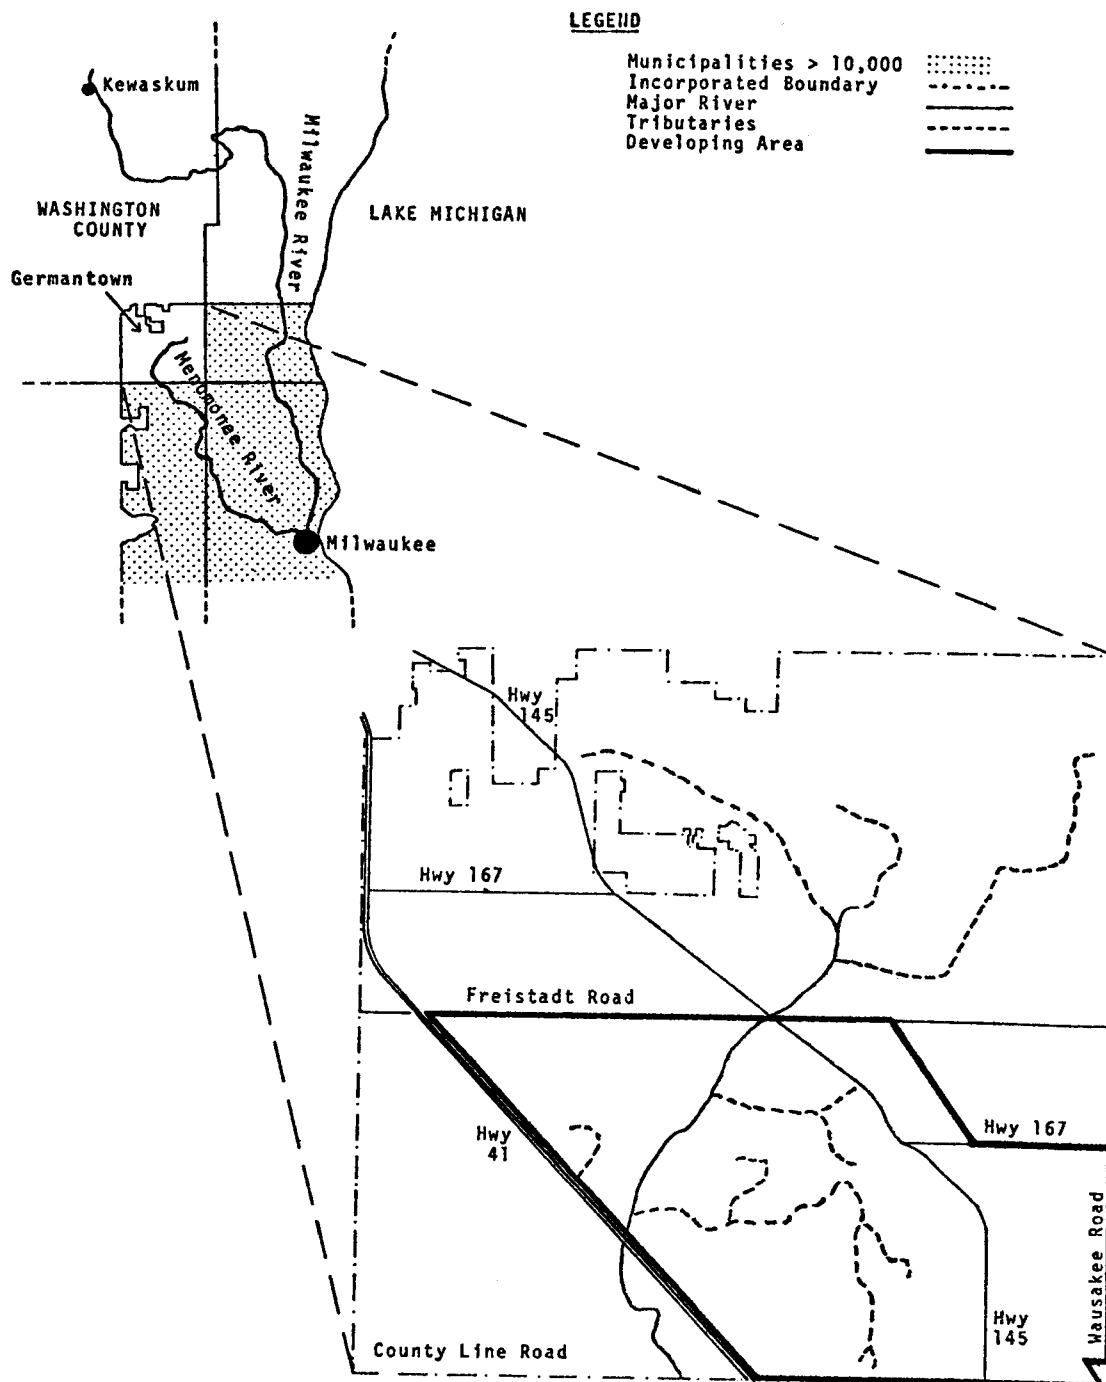 LEGEND
Municipalities > 10,000
Incorporated Boundary
Major River
Tributaries
Developing Area
Kewaskum
Milwaukee River
WASHINGTON
COUNTY
LAKE MICHIGAN
Germantown
Menomonee River
Milwaukee
Hwy
145
Hwy 167
Freistadt Road
Hwy
41
Hwy 167
Wausakee Road
Hwy
145
County Line Road